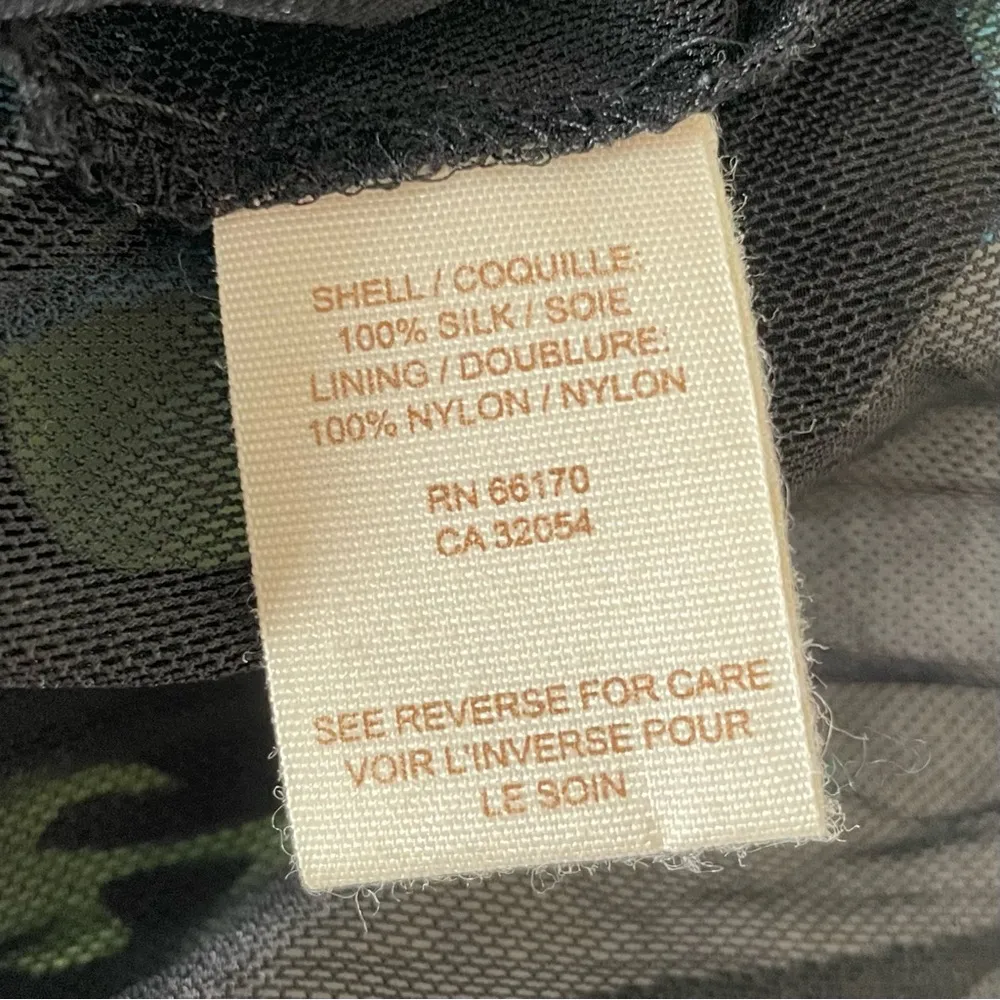 SHELL / COQUILLE:
100% SILK / SOIE
LINING / DOUBLURE:
100% NYLON / NYLON
RN 66170
CA 32054
SEE REVERSE FOR CARE
VOIR L'INVERSE POUR
LE SOIN